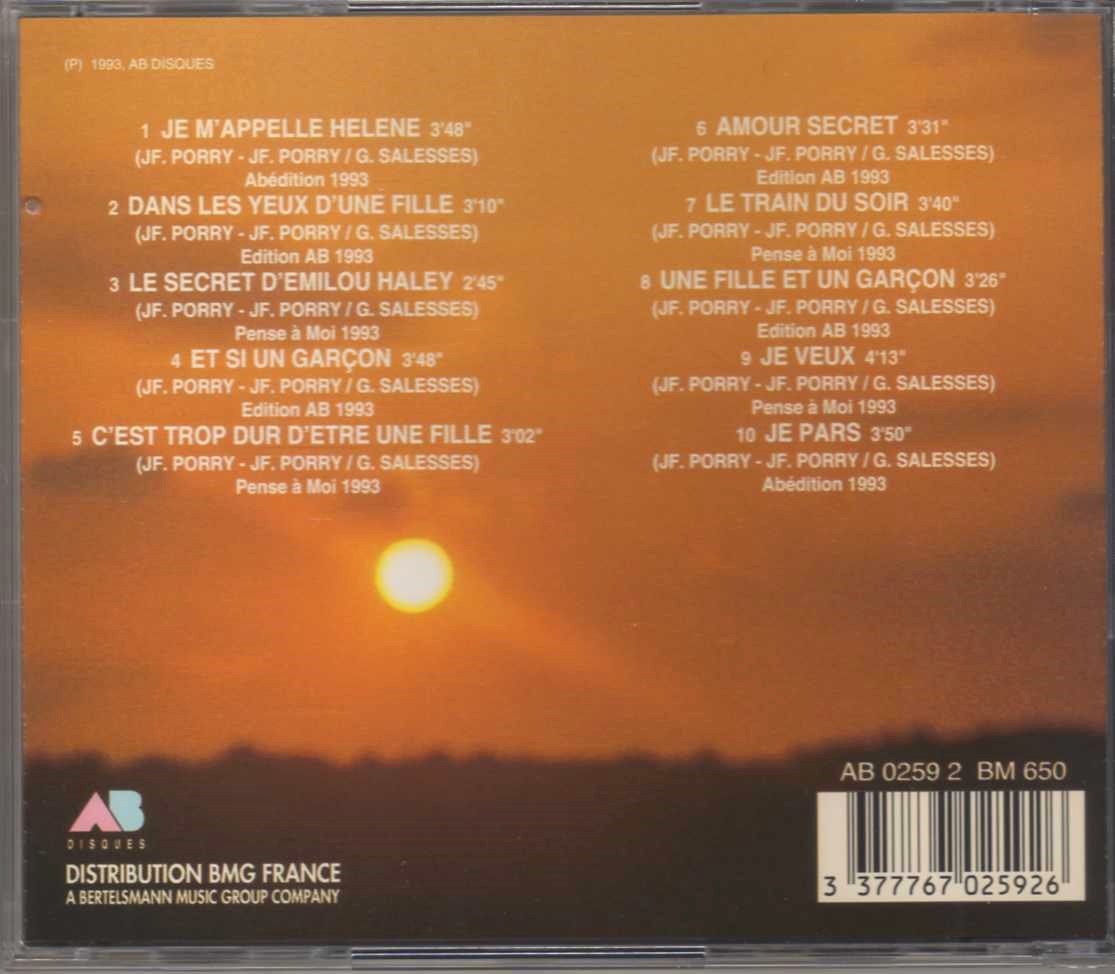 (P) 1993, AB DISQUES
1 JE M'APPELLE HELENE 3'48"
(JF. PORRY - JF. PORRY / G. SALESSES)
Abédition 1993
2 DANS LES YEUX D'UNE FILLE 3'10"
(JF. PORRY - JF. PORRY / G. SALESSES)
Edition AB 1993
3 LE SECRET D'EMILOU HALEY 2'45"
(JF. PORRY - JF. PORRY / G. SALESSES)
Pense à Moi 1993
4 ET SI UN GARÇON 3'48"
(JF. PORRY - JF. PORRY / G. SALESSES)
Edition AB 1993
5 C'EST TROP DUR D'ETRE UNE FILLE 3'02"
(JF. PORRY - JF. PORRY / G. SALESSES)
Pense à Moi 1993
6 AMOUR SECRET 3'31"
(JF. PORRY - JF. PORRY / G. SALESSES)
Edition AB 1993
7 LE TRAIN DU SOIR 3'40"
(JF. PORRY - JF. PORRY / G. SALESSES)
Pense à Moi 1993
8 UNE FILLE ET UN GARÇON 3'26"
(JF. PORRY - JF. PORRY / G. SALESSES)
Edition AB 1993
9 JE VEUX 4'13"
(JF. PORRY - JF. PORRY / G. SALESSES)
Pense à Moi 1993
10 JE PARS 3'50"
(JF. PORRY - JF. PORRY / G. SALESSES)
Abédition 1993
AB
DISQUES
DISTRIBUTION BMG FRANCE
A BERTELSMANN MUSIC GROUP COMPANY
AB 0259 2 BM 650
3 377767 025926